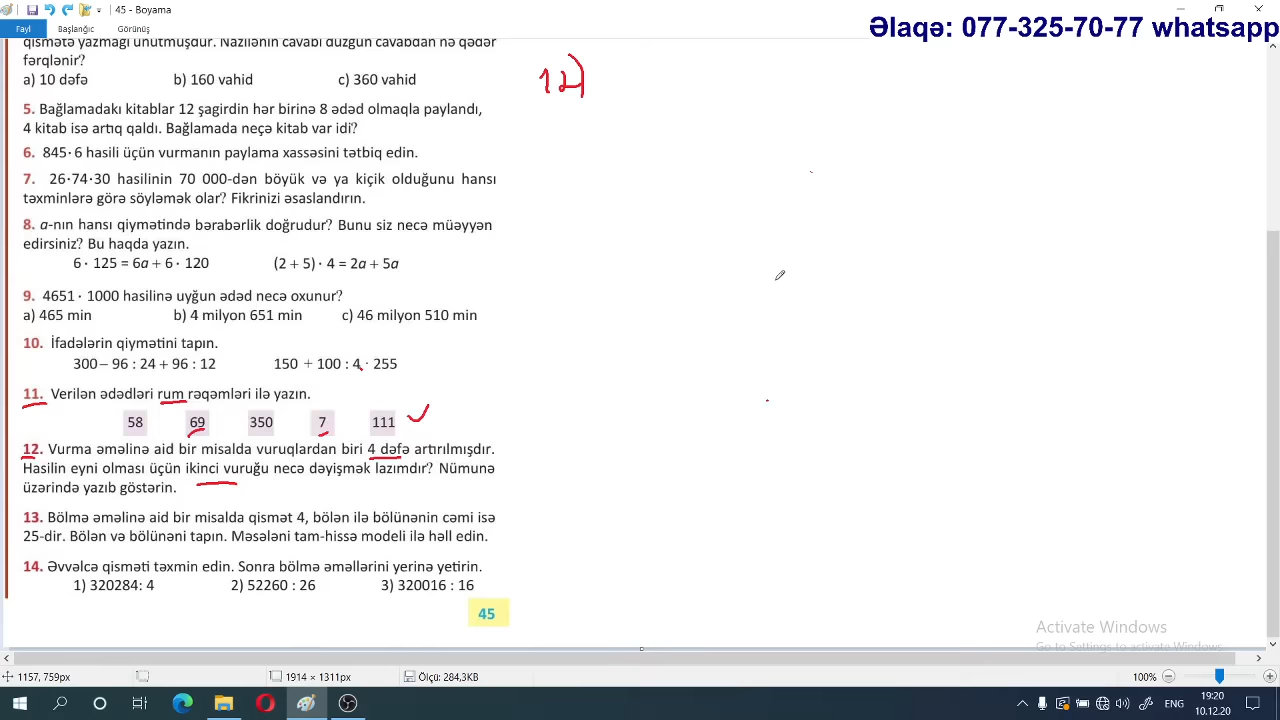 45 - Boyama
Fayl Başlanğıc Görünüş
Əlaqə: 077-325-70-77 whatsapp
qismətə yazmağı unutmuşdur. Nazilənin cavabı düzgün cavabdan nə qədər
fərqlənir?
a) 10 dəfə b) 160 vahid c) 360 vahid
12)
5. Bağlamadakı kitablar 12 şagirdin hər birinə 8 ədəd olmaqla paylandı,
4 kitab isə artıq qaldı. Bağlamada neçə kitab var idi?
6. 845 · 6 hasili üçün vurmanın paylama xassəsini tətbiq edin.
7. 26·74·30 hasilinin 70 000-dən böyük və ya kiçik olduğunu hansı
təxminlərə görə söyləmək olar? Fikrinizi əsaslandırın.
8. a-nın hansı qiymətində bərabərlik doğrudur? Bunu siz necə müəyyən
edirsiniz? Bu haqda yazın.
6 · 125 = 6a + 6 · 120 (2 + 5) · 4 = 2a + 5a
9. 4651 · 1000 hasilinə uyğun ədəd necə oxunur?
a) 465 min b) 4 milyon 651 min c) 46 milyon 510 min
10. İfadələrin qiymətini tapın.
300 – 96 : 24 + 96 : 12 150 + 100 : 4 · 255
11. Verilən ədədləri rum rəqəmləri ilə yazın.
58 69 350 7 111
12. Vurma əməlinə aid bir misalda vuruqlardan biri 4 dəfə artırılmışdır.
Hasilin eyni olması üçün ikinci vuruğu necə dəyişmək lazımdır? Nümunə
üzərində yazıb göstərin.
13. Bölmə əməlinə aid bir misalda qismət 4, bölən ilə bölünənin cəmi isə
25-dir. Bölən və bölünəni tapın. Məsələni tam-hissə modeli ilə həll edin.
14. Əvvəlcə qisməti təxmin edin. Sonra bölmə əməllərini yerinə yetirin.
1) 320284: 4 2) 52260 : 26 3) 320016 : 16
45
Activate Windows
Go to Settings to activate Windows.
1157, 759px 1914 × 1311px Ölçü: 284,3KB 100%
ENG 19:20
10.12.20